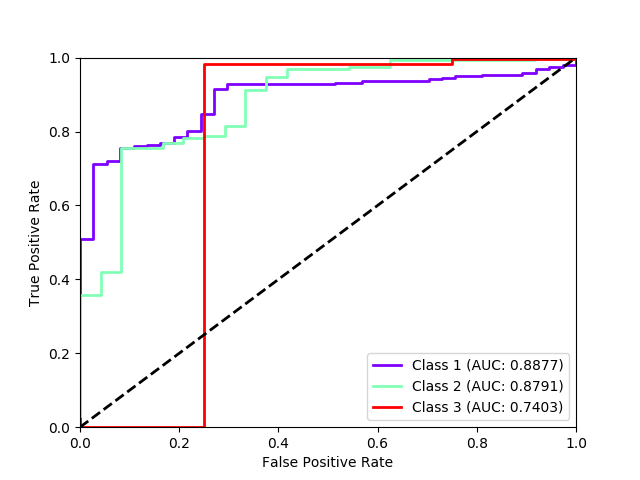 1.0
0.8
0.6
0.4
0.2
0.0
True Positive Rate
0.0 0.2 0.4 0.6 0.8 1.0
False Positive Rate
Class 1 (AUC: 0.8877)
Class 2 (AUC: 0.8791)
Class 3 (AUC: 0.7403)